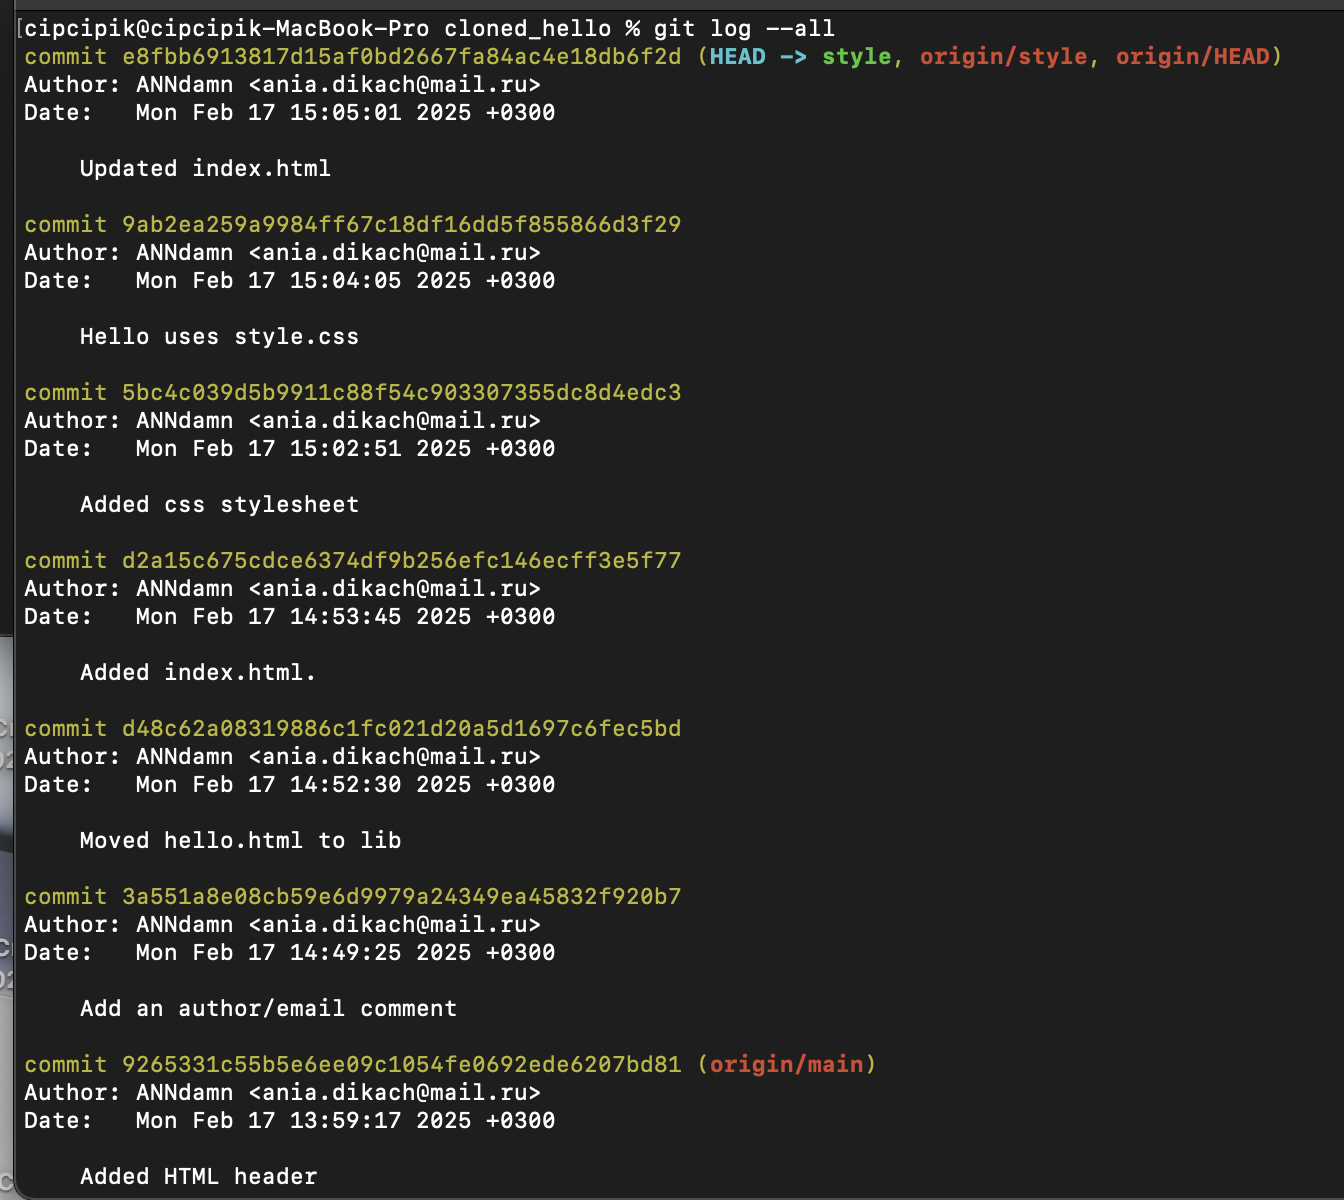 cipcipik@cipcipik-MacBook-Pro cloned_hello % git log --all
commit e8fbb6913817d15af0bd2667fa84ac4e18db6f2d (HEAD -> style, origin/style, origin/HEAD)
Author: ANNdamn <ania.dikach@mail.ru>
Date:   Mon Feb 17 15:05:01 2025 +0300
    Updated index.html
commit 9ab2ea259a9984ff67c18df16dd5f855866d3f29
Author: ANNdamn <ania.dikach@mail.ru>
Date:   Mon Feb 17 15:04:05 2025 +0300
    Hello uses style.css
commit 5bc4c039d5b9911c88f54c903307355dc8d4edc3
Author: ANNdamn <ania.dikach@mail.ru>
Date:   Mon Feb 17 15:02:51 2025 +0300
    Added css stylesheet
commit d2a15c675cdce6374df9b256efc146ecff3e5f77
Author: ANNdamn <ania.dikach@mail.ru>
Date:   Mon Feb 17 14:53:45 2025 +0300
    Added index.html.
commit d48c62a08319886c1fc021d20a5d1697c6fec5bd
Author: ANNdamn <ania.dikach@mail.ru>
Date:   Mon Feb 17 14:52:30 2025 +0300
    Moved hello.html to lib
commit 3a551a8e08cb59e6d9979a24349ea45832f920b7
Author: ANNdamn <ania.dikach@mail.ru>
Date:   Mon Feb 17 14:49:25 2025 +0300
    Add an author/email comment
commit 9265331c55b5e6ee09c1054fe0692ede6207bd81 (origin/main)
Author: ANNdamn <ania.dikach@mail.ru>
Date:   Mon Feb 17 13:59:17 2025 +0300
    Added HTML header